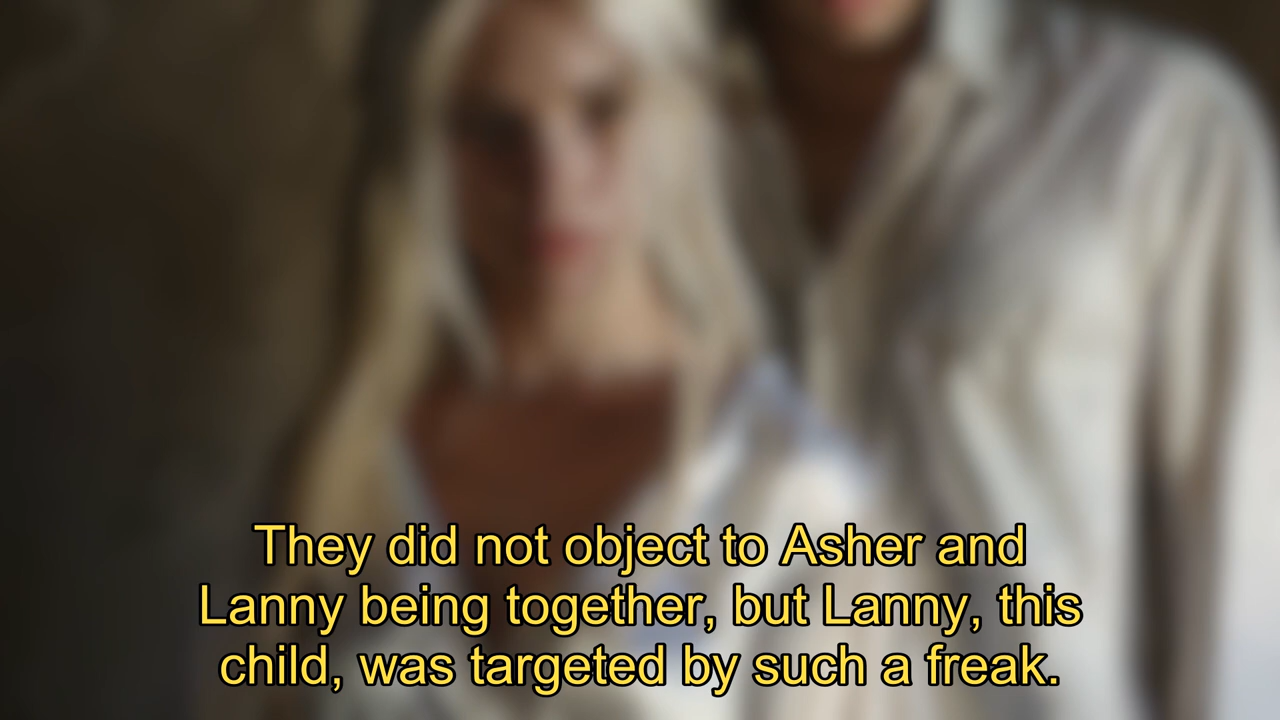 They did not object to Asher and
Lanny being together, but Lanny, this
child, was targeted by such a freak.